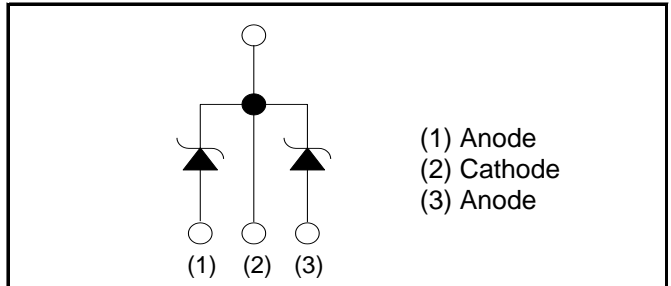 (1) Anode
(2) Cathode
(3) Anode
(1) (2) (3)